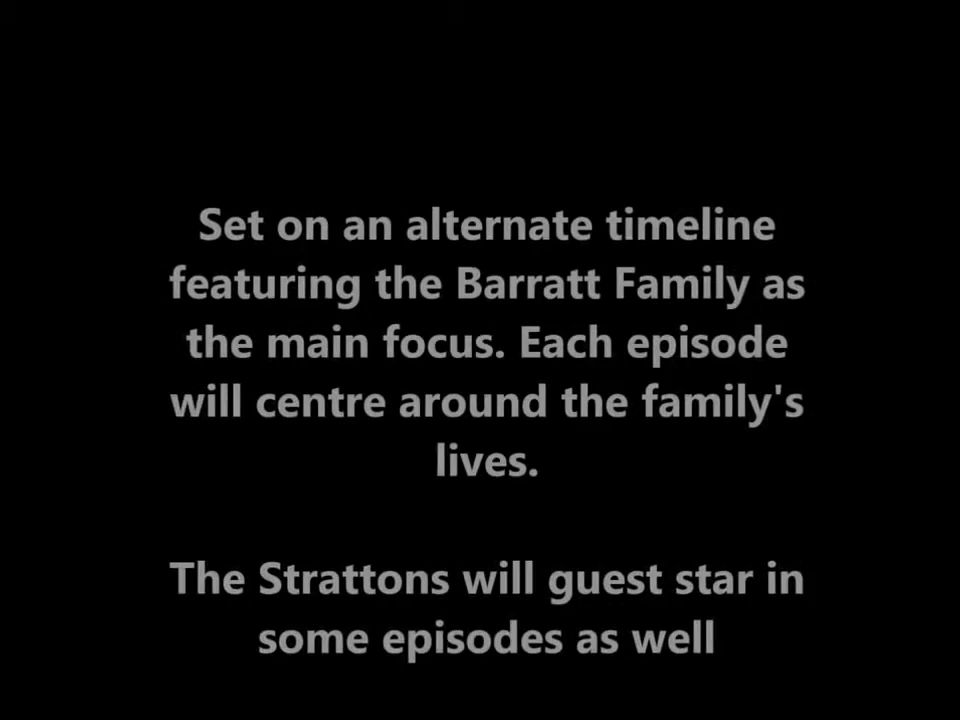 Set on an alternate timeline
featuring the Barratt Family as
the main focus. Each episode
will centre around the family's
lives.
The Strattons will guest star in
some episodes as well